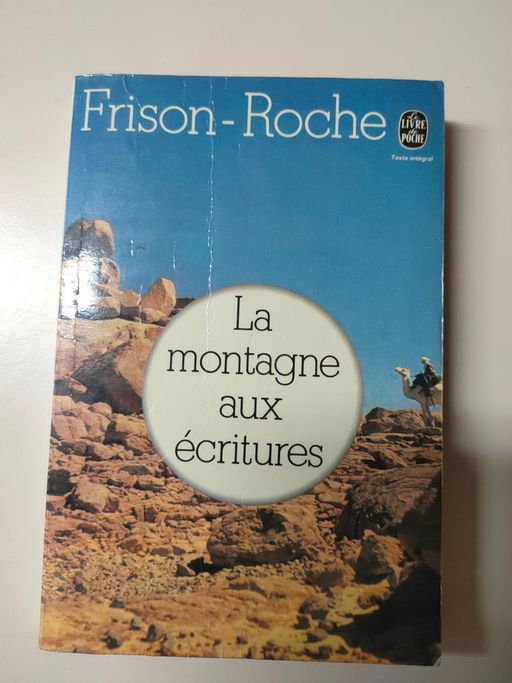 Frison-Roche
Le
LIVRE
de
POCHE
Texte intégral
La
montagne
aux
écritures